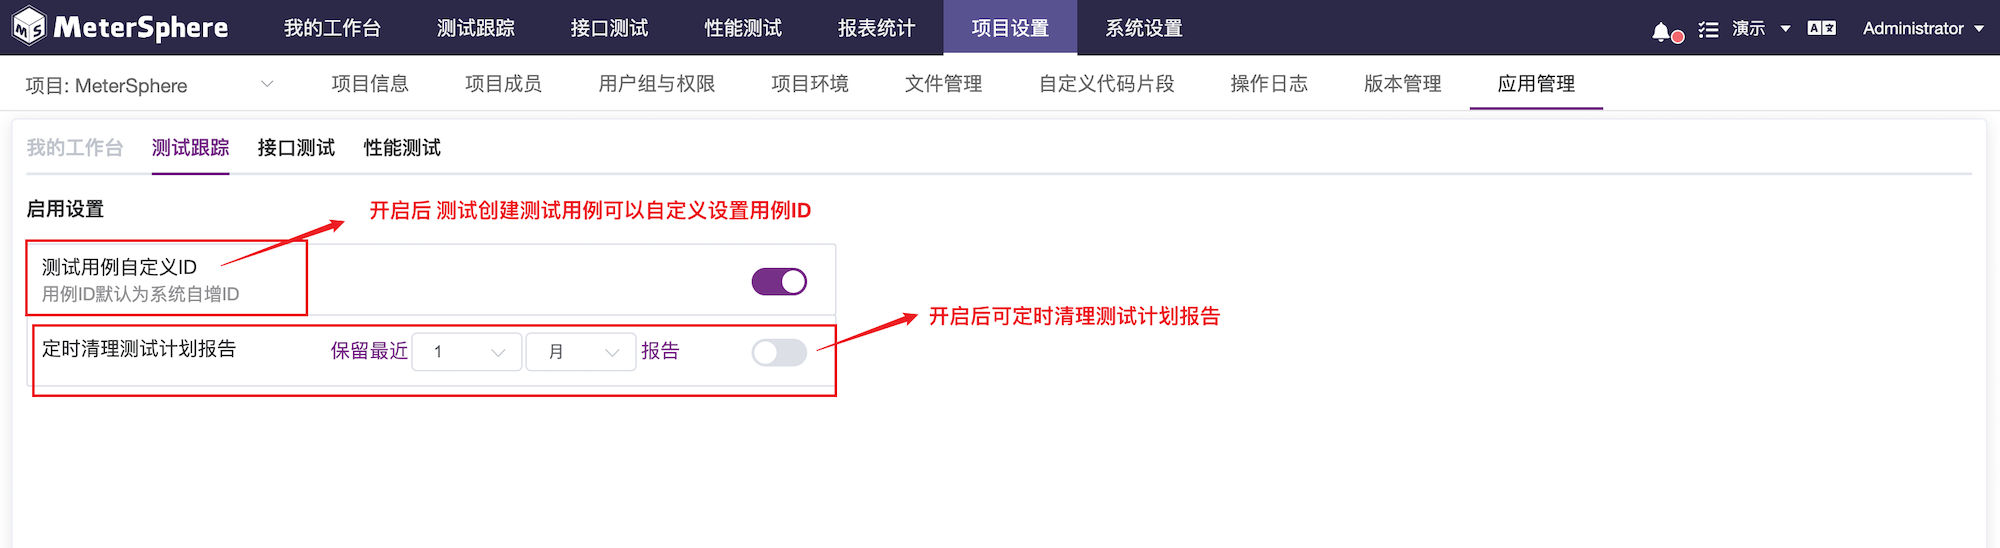 MeterSphere 我的工作台 测试跟踪 接口测试 性能测试 报表统计 项目设置 系统设置 演示 Administrator
项目: MeterSphere 项目信息 项目成员 用户组与权限 项目环境 文件管理 自定义代码片段 操作日志 版本管理 应用管理
我的工作台 测试跟踪 接口测试 性能测试
启用设置
开启后 测试创建测试用例可以自定义设置用例ID
测试用例自定义ID
用例ID默认为系统自增ID
开启后可定时清理测试计划报告
定时清理测试计划报告 保留最近 1 月 报告